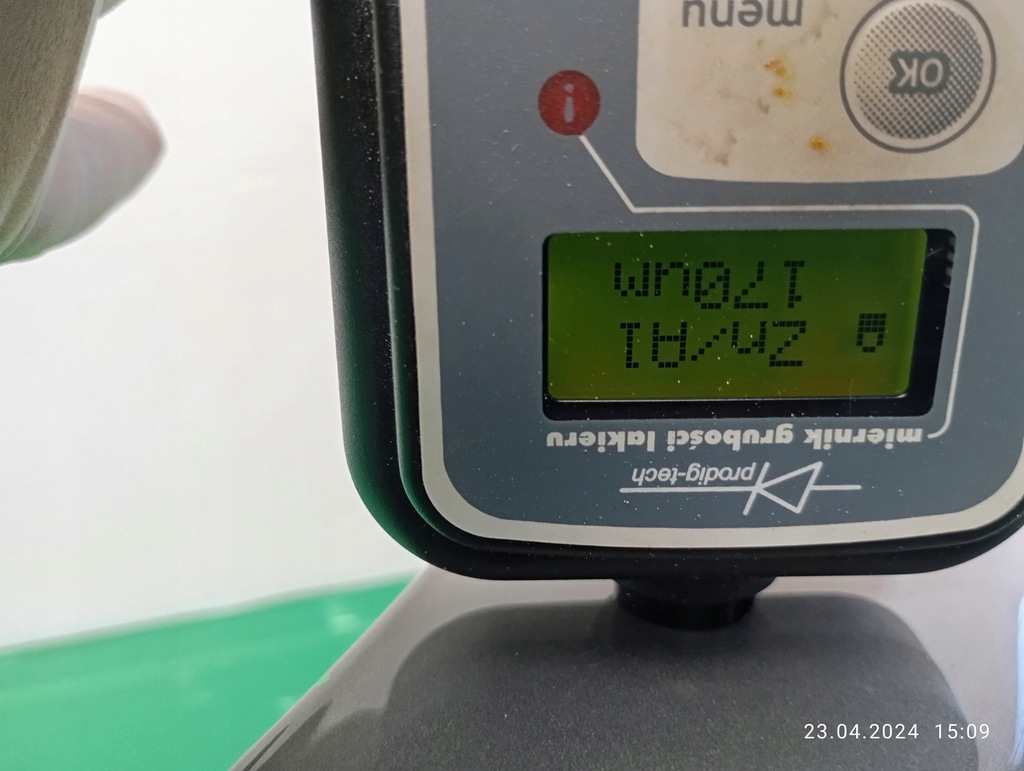 prodig-tech
miernik grubości lakieru
Zn/Al
170um
i
OK
menu
23.04.2024 15:09